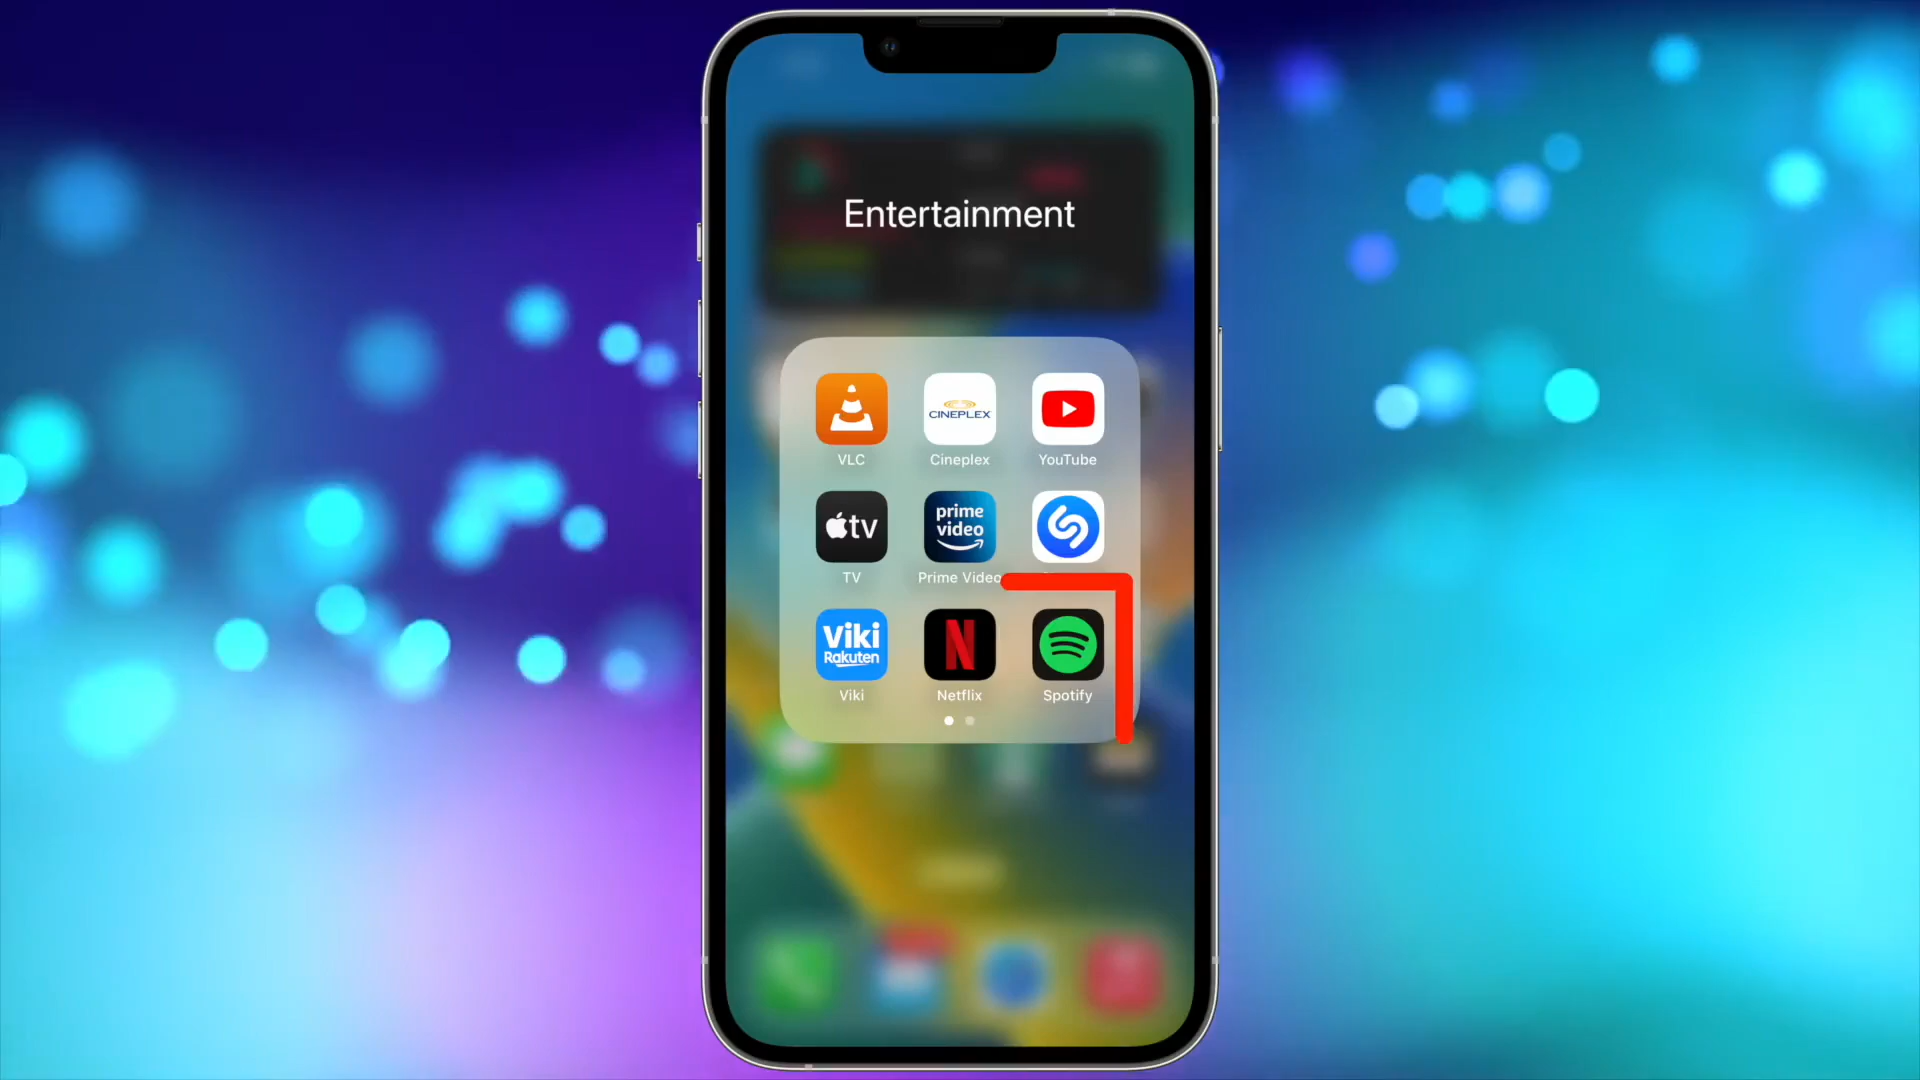 Entertainment
CINEPLEX
VLC
Cineplex
YouTube
tv
prime
video
TV
Prime Video
Viki
Rakuten
N
Viki
Netflix
Spotify